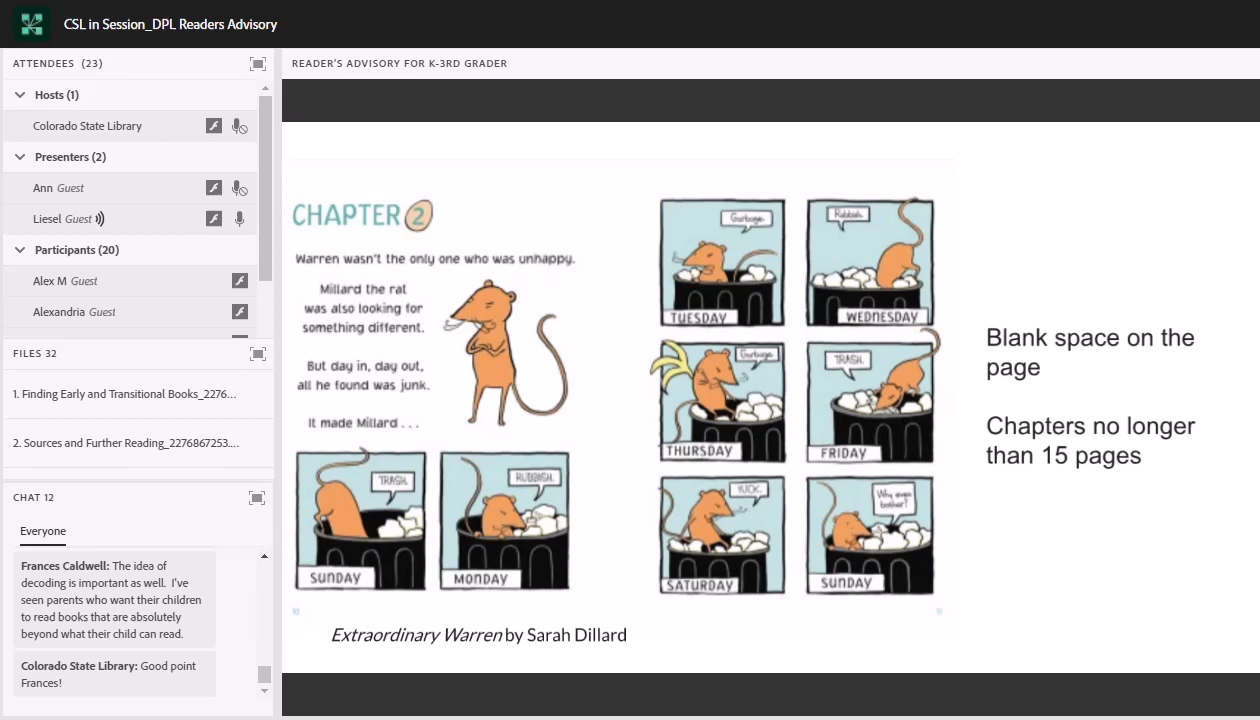 CSL in Session_DPL Readers Advisory
ATTENDEES (23)
Hosts (1)
Colorado State Library
Presenters (2)
Ann Guest
Liesel Guest
Participants (20)
Alex M Guest
Alexandria Guest
FILES 32
1. Finding Early and Transitional Books_2276...
2. Sources and Further Reading_2276867253....
CHAT 12
Everyone
Frances Caldwell: The idea of
decoding is important as well. I've
seen parents who want their children
to read books that are absolutely
beyond what their child can read.
Colorado State Library: Good point
Frances!
READER'S ADVISORY FOR K-3RD GRADER
CHAPTER 2
Warren wasn't the only one who was unhappy.
Millard the rat
was also looking for
something different.
But day in, day out,
all he found was junk.
It made Millard . . .
TRASH.
SUNDAY
RUBBISH.
MONDAY
Garbage.
TUESDAY
Rubbish.
WEDNESDAY
Garbage.
THURSDAY
TRASH.
FRIDAY
YUCK.
SATURDAY
Why even
bother?
SUNDAY
Extraordinary Warren by Sarah Dillard
Blank space on the
page
Chapters no longer
than 15 pages